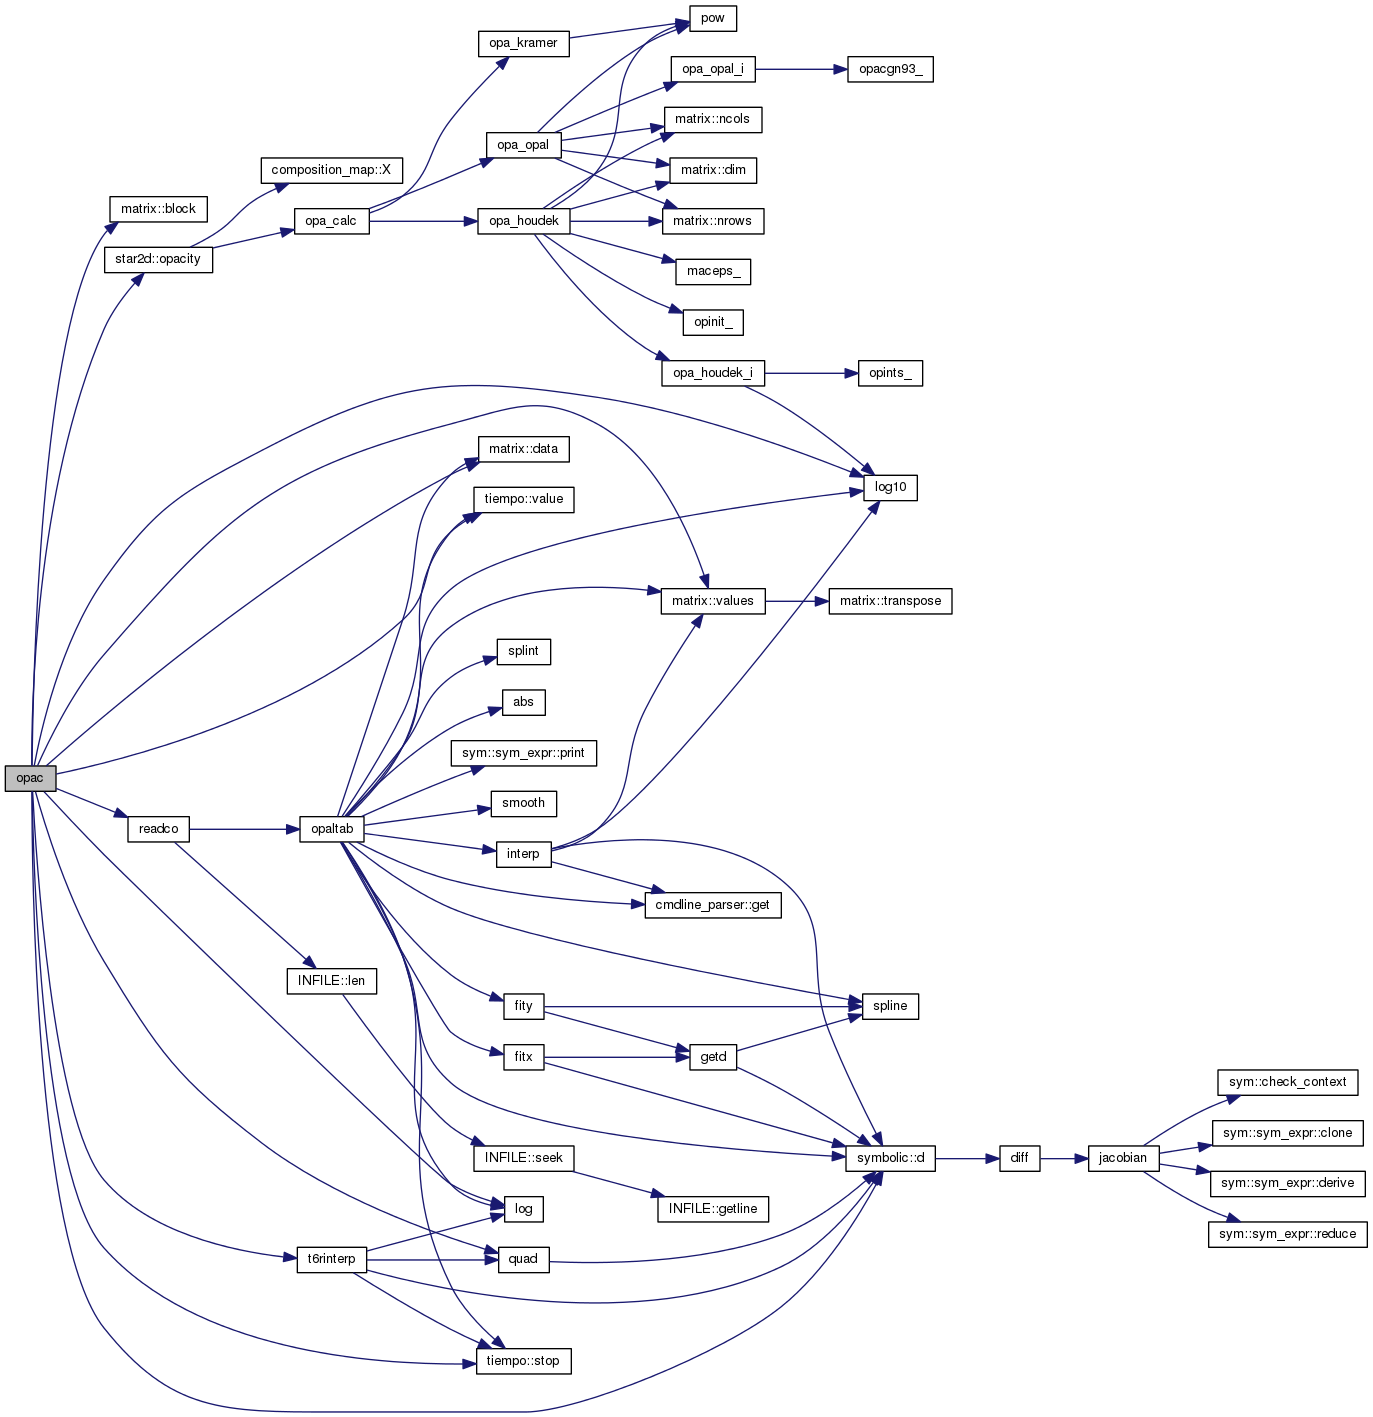 pow
opa_kramer
opa_opal_i
opacgn93_
matrix::ncols
opa_opal
composition_map::X
matrix::dim
matrix::block
opa_calc
opa_houdek
matrix::nrows
star2d::opacity
maceps_
opinit_
opa_houdek_i
opints_
matrix::data
log10
tiempo::value
matrix::values
matrix::transpose
splint
abs
sym::sym_expr::print
opac
smooth
readco
opaltab
interp
cmdline_parser::get
INFILE::len
fity
spline
fitx
getd
sym::check_context
sym::sym_expr::clone
INFILE::seek
symbolic::d
diff
jacobian
sym::sym_expr::derive
log
INFILE::getline
sym::sym_expr::reduce
t6rinterp
quad
tiempo::stop